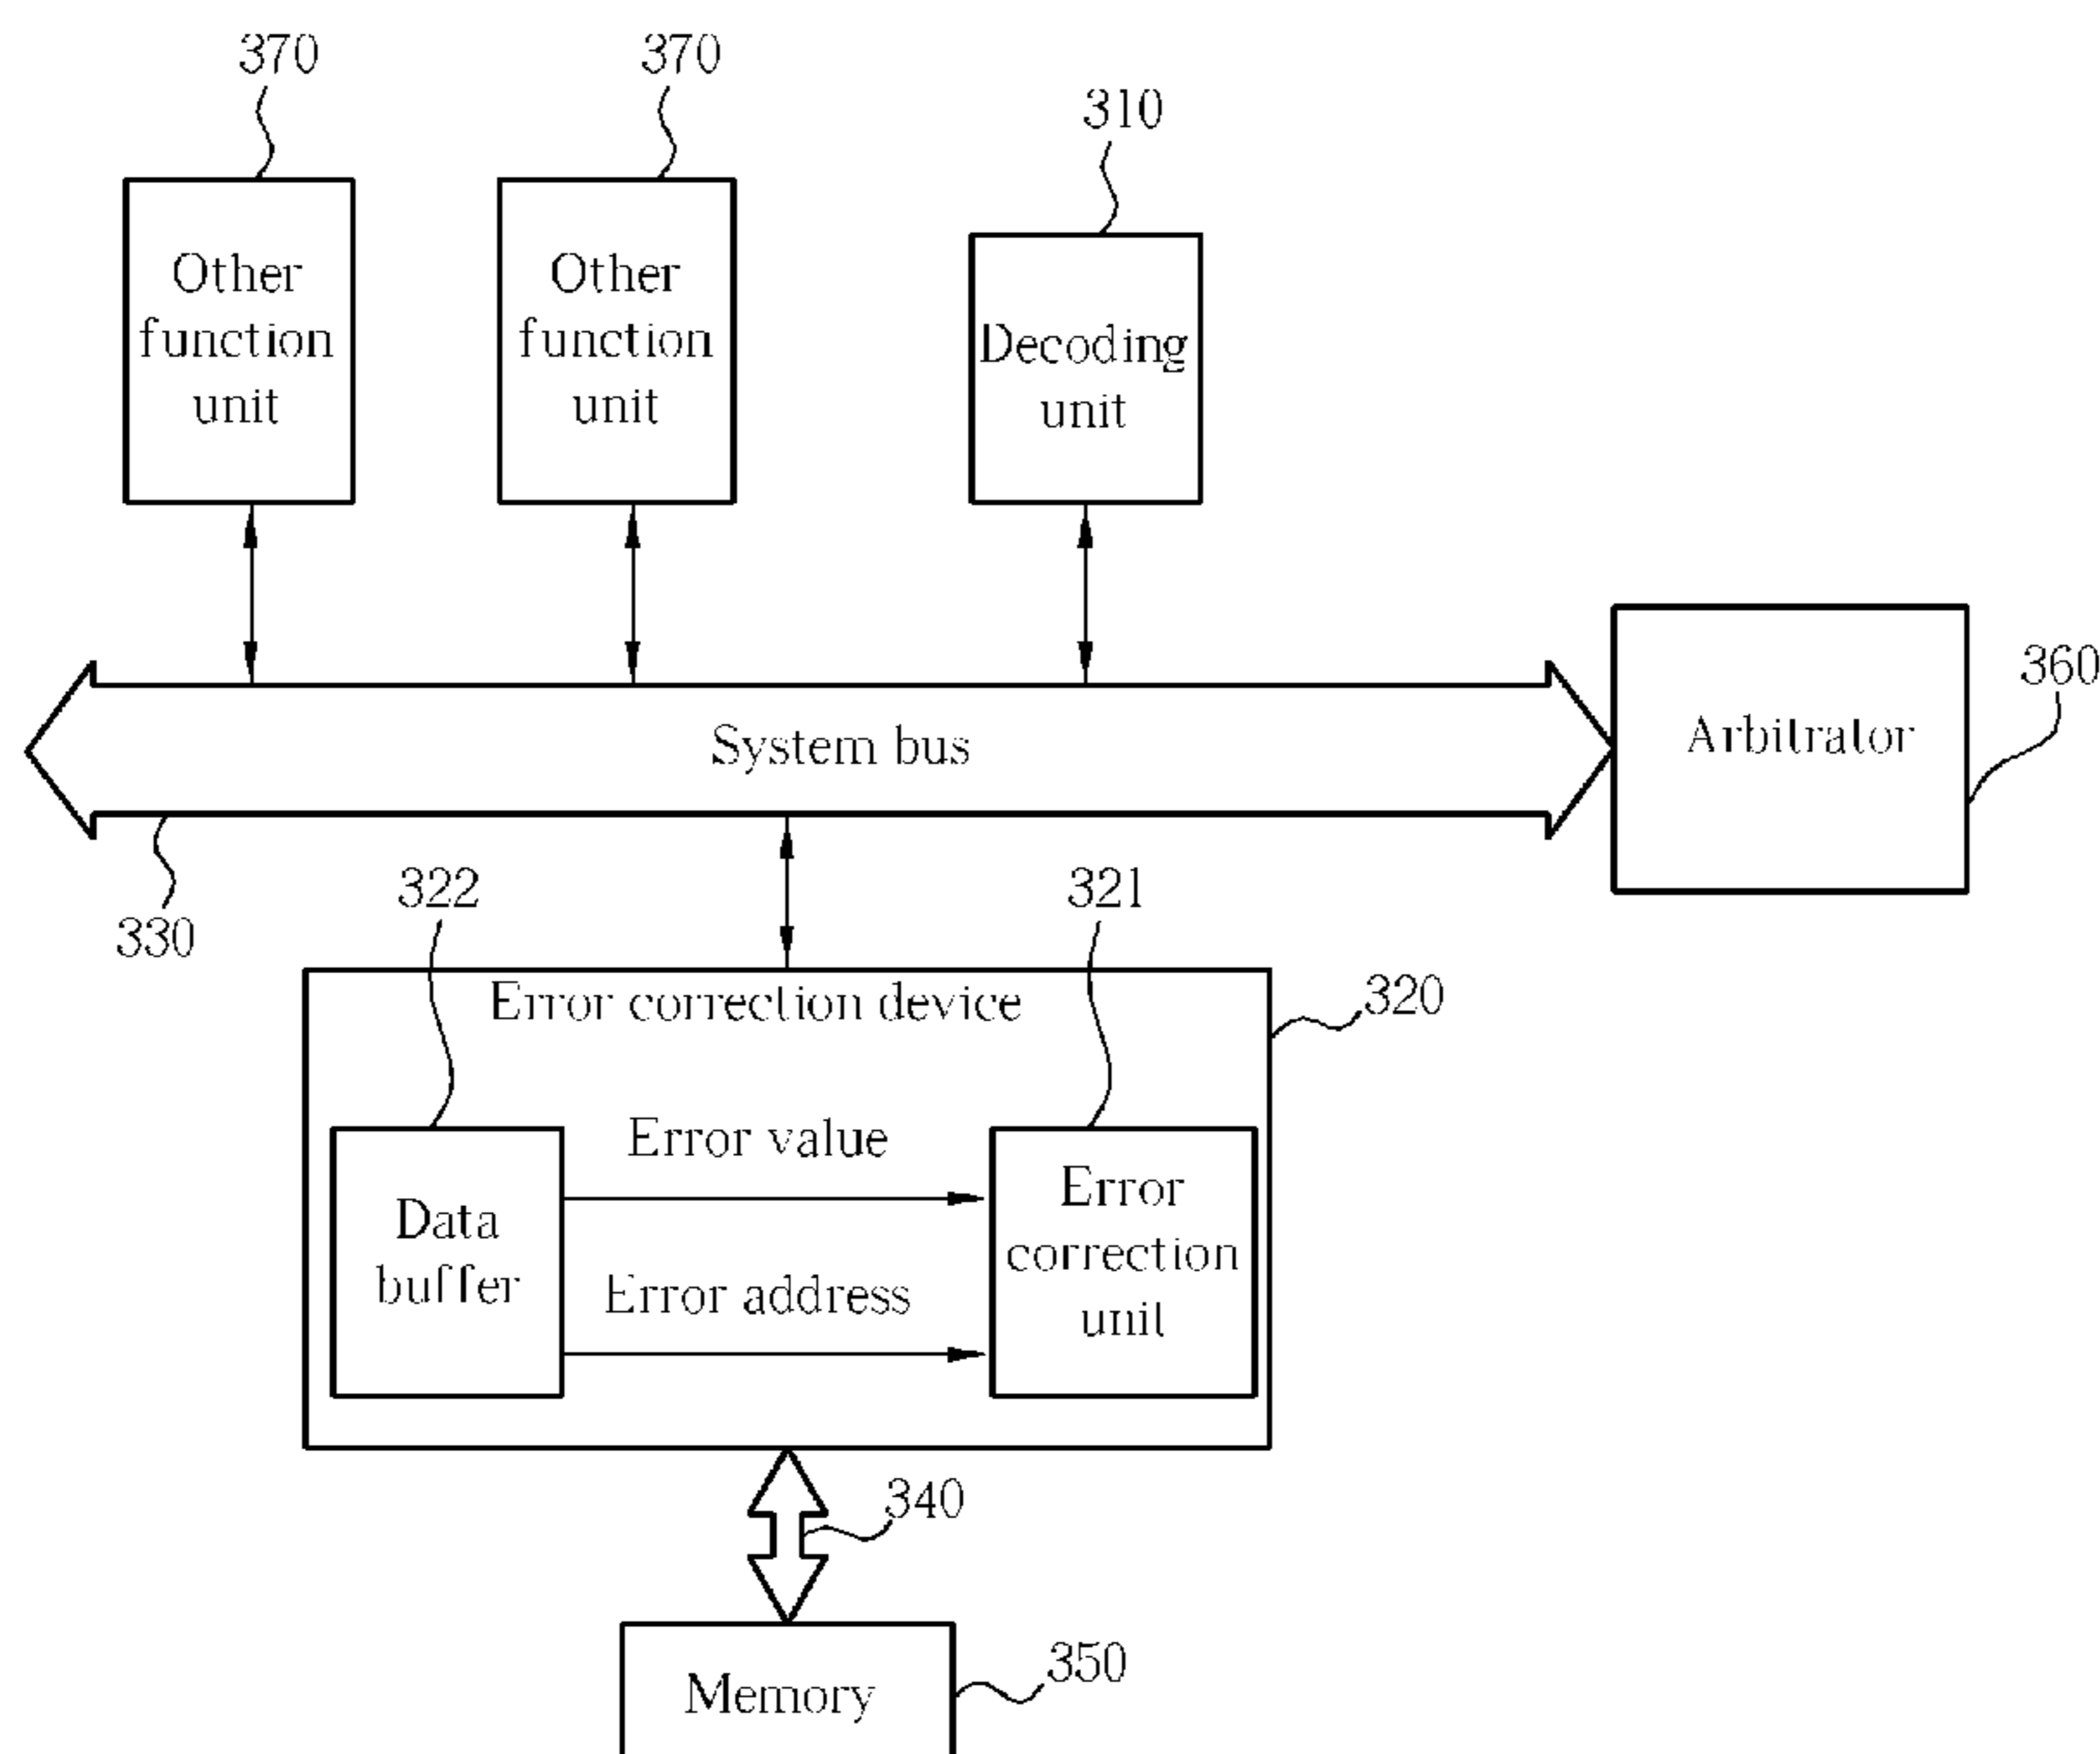 370
370
310
Other
function
unit
Other
function
unit
Decoding
unit
360
System bus
Arbitrator
330
322
321
320
Error correction device
Error value
Error address
Data
buffer
Error
correction
unit
340
350
Memory